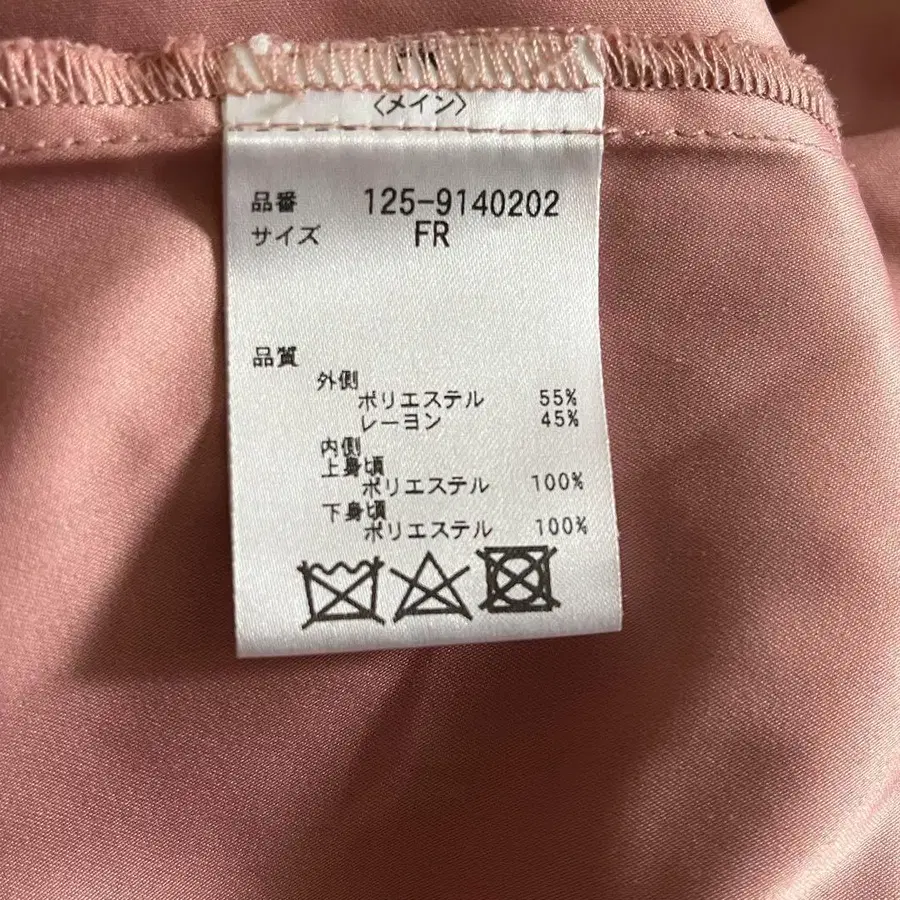 〈メイン〉
品番 125-9140202
サイズ FR
品質
外側
ポリエステル 55%
レーヨン 45%
内側
上身頃
ポリエステル 100%
下身頃
ポリエステル 100%